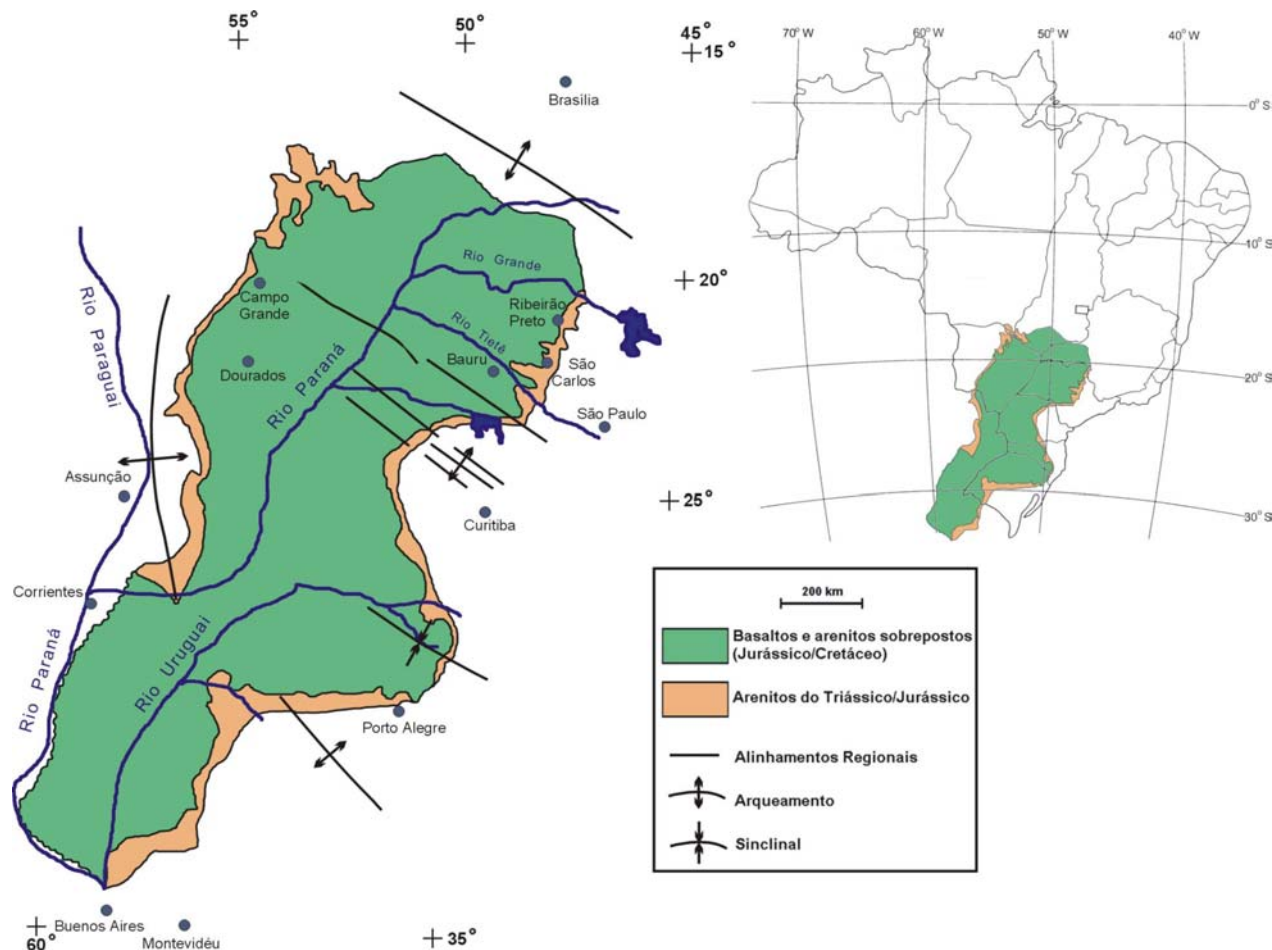 55°
50°
45°
15°
Brasilia
Rio Paraguai
Campo
Grande
Rio Grande
Ribeirão
Preto
20°
Rio Tietê
Rio Paraná
Dourados
Bauru
São
Carlos
São Paulo
Assunção
25°
Curitiba
Corrientes
Rio Paraná
Rio Uruguai
Porto Alegre
Buenos Aires
Montevidéu
60°
35°
70° W
60° W
50° W
40° W
0° S
10° S
20° S
30° S
200 km
Basaltos e arenitos sobrepostos
(Jurássico/Cretáceo)
Arenitos do Triássico/Jurássico
Alinhamentos Regionais
Arqueamento
Sinclinal